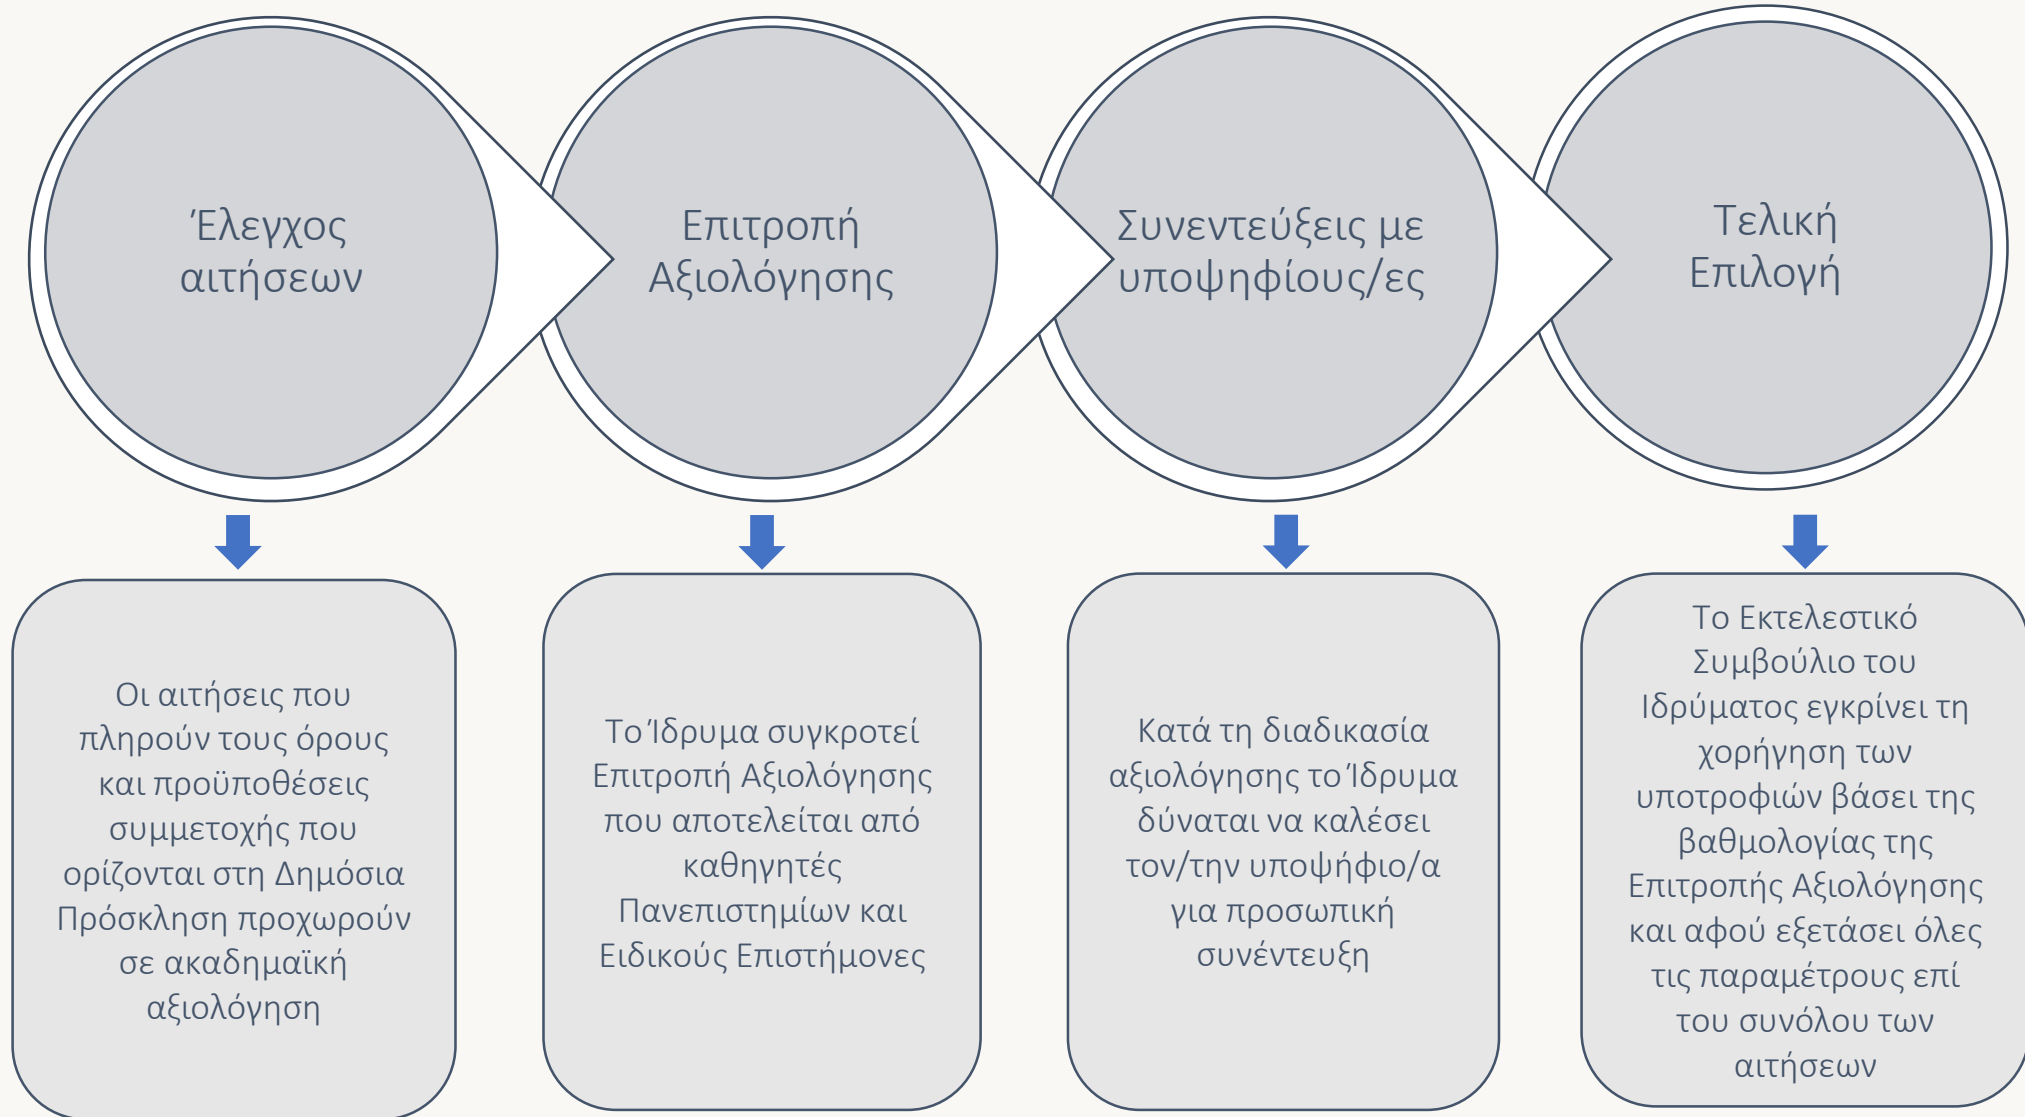 Έλεγχος
αιτήσεων
Επιτροπή
Αξιολόγησης
Συνεντεύξεις με
υποψηφίους/ες
Τελική
Επιλογή
Οι αιτήσεις που
πληρούν τους όρους
και προϋποθέσεις
συμμετοχής που
ορίζονται στη Δημόσια
Πρόσκληση προχωρούν
σε ακαδημαϊκή
αξιολόγηση
Το Ίδρυμα συγκροτεί
Επιτροπή Αξιολόγησης
που αποτελείται από
καθηγητές
Πανεπιστημίων και
Ειδικούς Επιστήμονες
Κατά τη διαδικασία
αξιολόγησης το Ίδρυμα
δύναται να καλέσει
τον/την υποψήφιο/α
για προσωπική
συνέντευξη
Το Εκτελεστικό
Συμβούλιο του
Ιδρύματος εγκρίνει τη
χορήγηση των
υποτροφιών βάσει της
βαθμολογίας της
Επιτροπής Αξιολόγησης
και αφού εξετάσει όλες
τις παραμέτρους επί
του συνόλου των
αιτήσεων